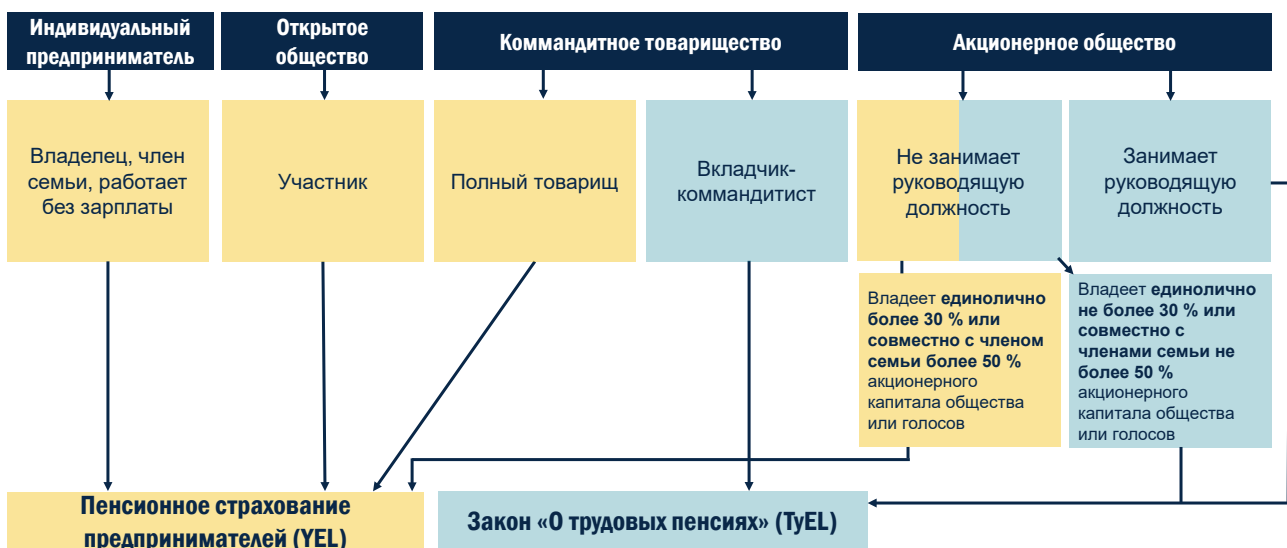 Индивидуальный
предприниматель
Открытое
общество
Коммандитное товарищество
Акционерное общество
Владелец, член
семьи, работает
без зарплаты
Участник
Полный товарищ
Вкладчик-
коммандитист
Не занимает
руководящую
должность
Занимает
руководящую
должность
Владеет единолично
более 30 % или
совместно с членом
семьи более 50 %
акционерного
капитала общества
или голосов
Владеет единолично
не более 30 % или
совместно с
членами семьи не
более 50 %
акционерного
капитала общества
или голосов
Пенсионное страхование
предпринимателей (YEL)
Закон «О трудовых пенсиях» (TyEL)